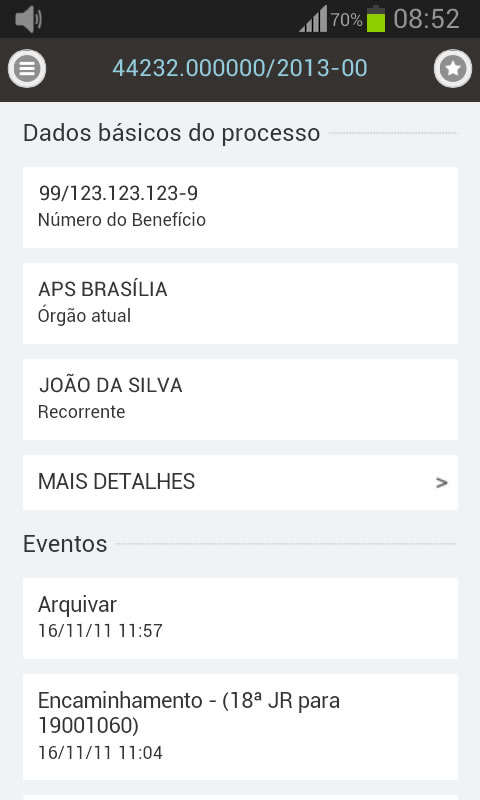 70% 08:52
44232.000000/2013-00
Dados básicos do processo
99/123.123.123-9
Número do Benefício
APS BRASÍLIA
Órgão atual
JOÃO DA SILVA
Recorrente
MAIS DETALHES >
Eventos
Arquivar
16/11/11 11:57
Encaminhamento - (18ª JR para
19001060)
16/11/11 11:04